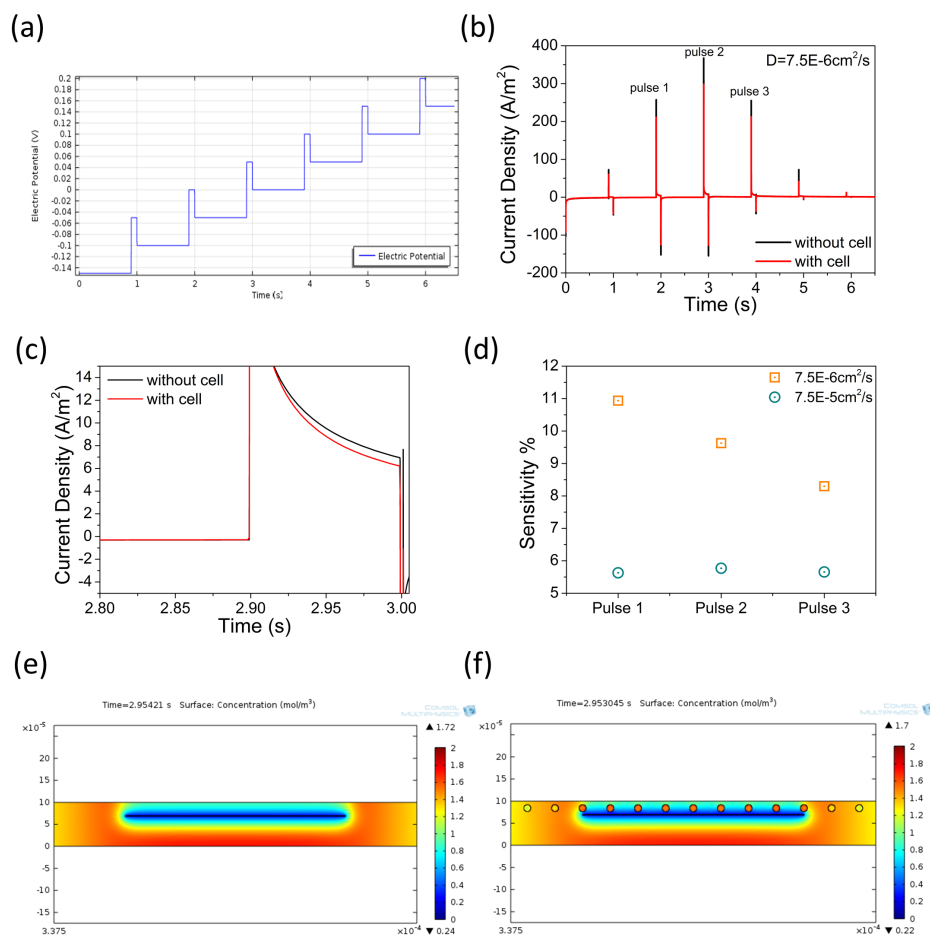 (a)
0.2
0.18
0.16
0.14
0.12
0.1
0.08
0.06
0.04
0.02
0
-0.02
-0.04
-0.06
-0.08
-0.1
-0.12
-0.14
Electric Potential (V)
Electric Potential
0 1 2 3 4 5 6
Time (s)
(b)
400
300
200
100
0
-100
-200
Current Density (A/m²)
pulse 1
pulse 2
pulse 3
D=7.5E-6cm²/s
without cell
with cell
0 1 2 3 4 5 6
Time (s)
(c)
14
12
10
8
6
4
2
0
-2
-4
Current Density (A/m²)
without cell
with cell
2.80 2.85 2.90 2.95 3.00
Time (s)
(d)
12
11
10
9
8
7
6
5
Sensitivity %
7.5E-6cm²/s
7.5E-5cm²/s
Pulse 1 Pulse 2 Pulse 3
(e)
Time=2.95421 s Surface: Concentration (mol/m³)
COMSOL
MULTIPHYSICS
×10⁻⁵
25
20
15
10
5
0
-5
-10
-15
3.375 ×10⁻⁴
▲ 1.72
2
1.8
1.6
1.4
1.2
1
0.8
0.6
0.4
0.2
0
▼ 0.24
(f)
Time=2.953045 s Surface: Concentration (mol/m³)
COMSOL
MULTIPHYSICS
×10⁻⁵
25
20
15
10
5
0
-5
-10
-15
3.375 ×10⁻⁴
▲ 1.7
2
1.8
1.6
1.4
1.2
1
0.8
0.6
0.4
0.2
0
▼ 0.22